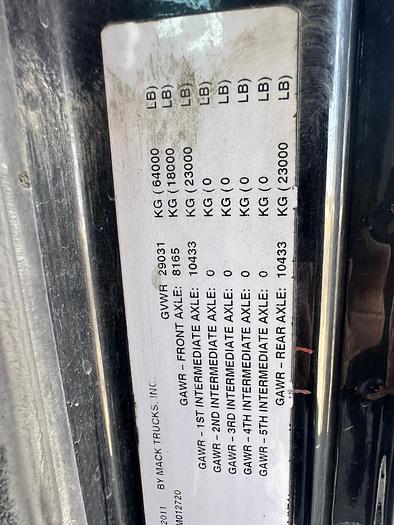 2011 BY MACK TRUCKS, INC.
M012720
GVWR 29031 KG (64000 LB)
GAWR - FRONT AXLE: 8165 KG (18000 LB)
GAWR - 1ST INTERMEDIATE AXLE: 10433 KG (23000 LB)
GAWR - 2ND INTERMEDIATE AXLE: 0 KG (0 LB)
GAWR - 3RD INTERMEDIATE AXLE: 0 KG (0 LB)
GAWR - 4TH INTERMEDIATE AXLE: 0 KG (0 LB)
GAWR - 5TH INTERMEDIATE AXLE: 0 KG (0 LB)
GAWR - REAR AXLE: 10433 KG (23000 LB)